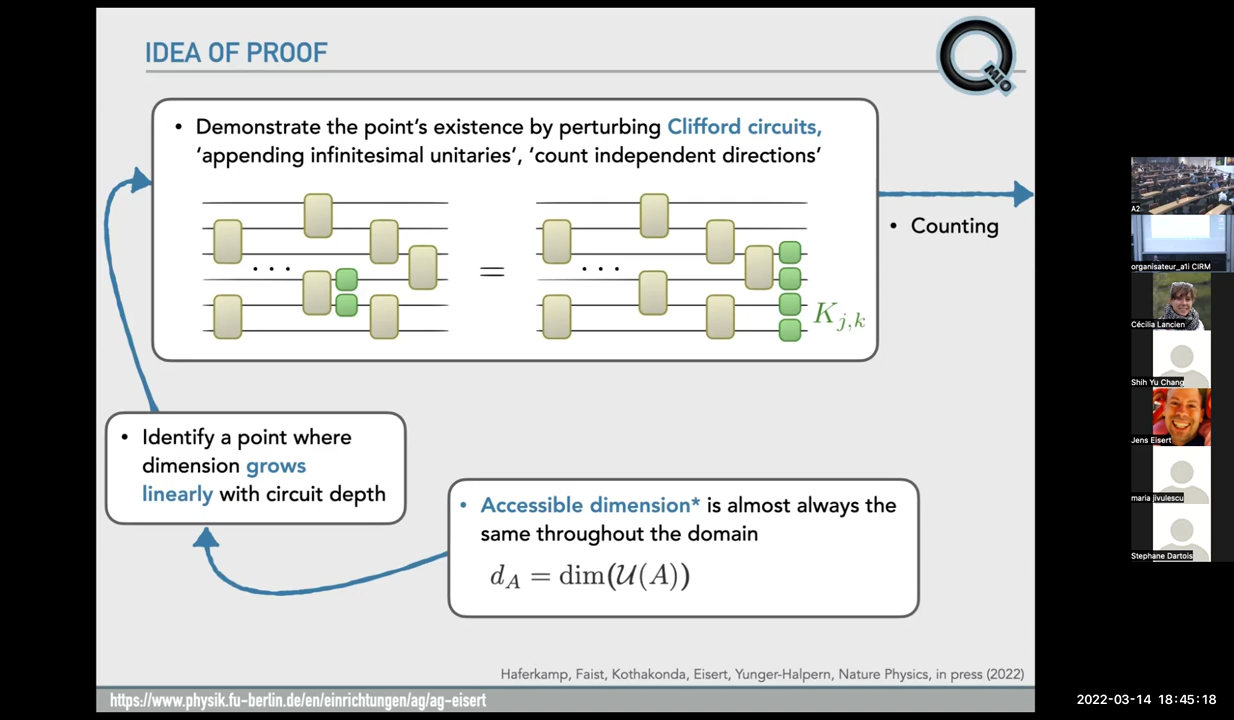 IDEA OF PROOF
QMIO
• Demonstrate the point's existence by perturbing Clifford circuits,
'appending infinitesimal unitaries', 'count independent directions'
. . .
=
. . .
K_{j,k}
• Counting
• Identify a point where
dimension grows
linearly with circuit depth
• Accessible dimension* is almost always the
same throughout the domain
d_A = dim(𝒰(A))
Haferkamp, Faist, Kothakonda, Eisert, Yunger-Halpern, Nature Physics, in press (2022)
https://www.physik.fu-berlin.de/en/einrichtungen/ag/ag-eisert
A2
organisateur_a1i CIRM
Cécilia Lancien
Shih Yu Chang
Jens Eisert
maria jivulescu
Stephane Dartois
2022-03-14 18:45:18